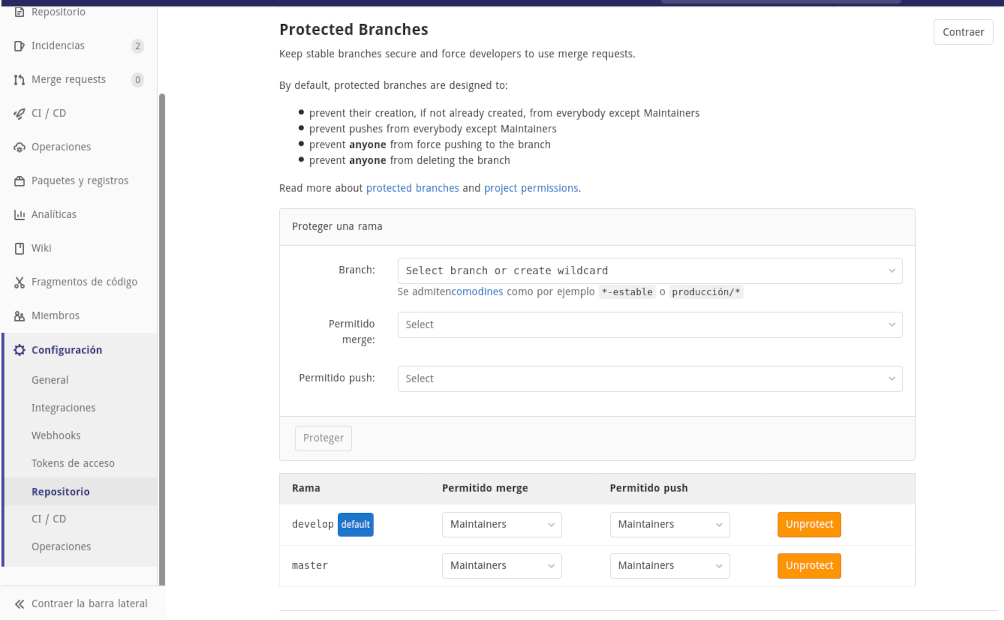 Repositorio
Incidencias 2
Merge requests 0
CI / CD
Operaciones
Paquetes y registros
Analíticas
Wiki
Fragmentos de código
Miembros
Configuración
General
Integraciones
Webhooks
Tokens de acceso
Repositorio
CI / CD
Operaciones
Contraer la barra lateral
Protected Branches
Contraer
Keep stable branches secure and force developers to use merge requests.
By default, protected branches are designed to:
prevent their creation, if not already created, from everybody except Maintainers
prevent pushes from everybody except Maintainers
prevent anyone from force pushing to the branch
prevent anyone from deleting the branch
Read more about protected branches and project permissions.
Proteger una rama
Branch: Select branch or create wildcard
Se admitencomodines como por ejemplo *-estable o producción/*
Permitido merge: Select
Permitido push: Select
Proteger
Rama Permitido merge Permitido push
develop default Maintainers Maintainers Unprotect
master Maintainers Maintainers Unprotect